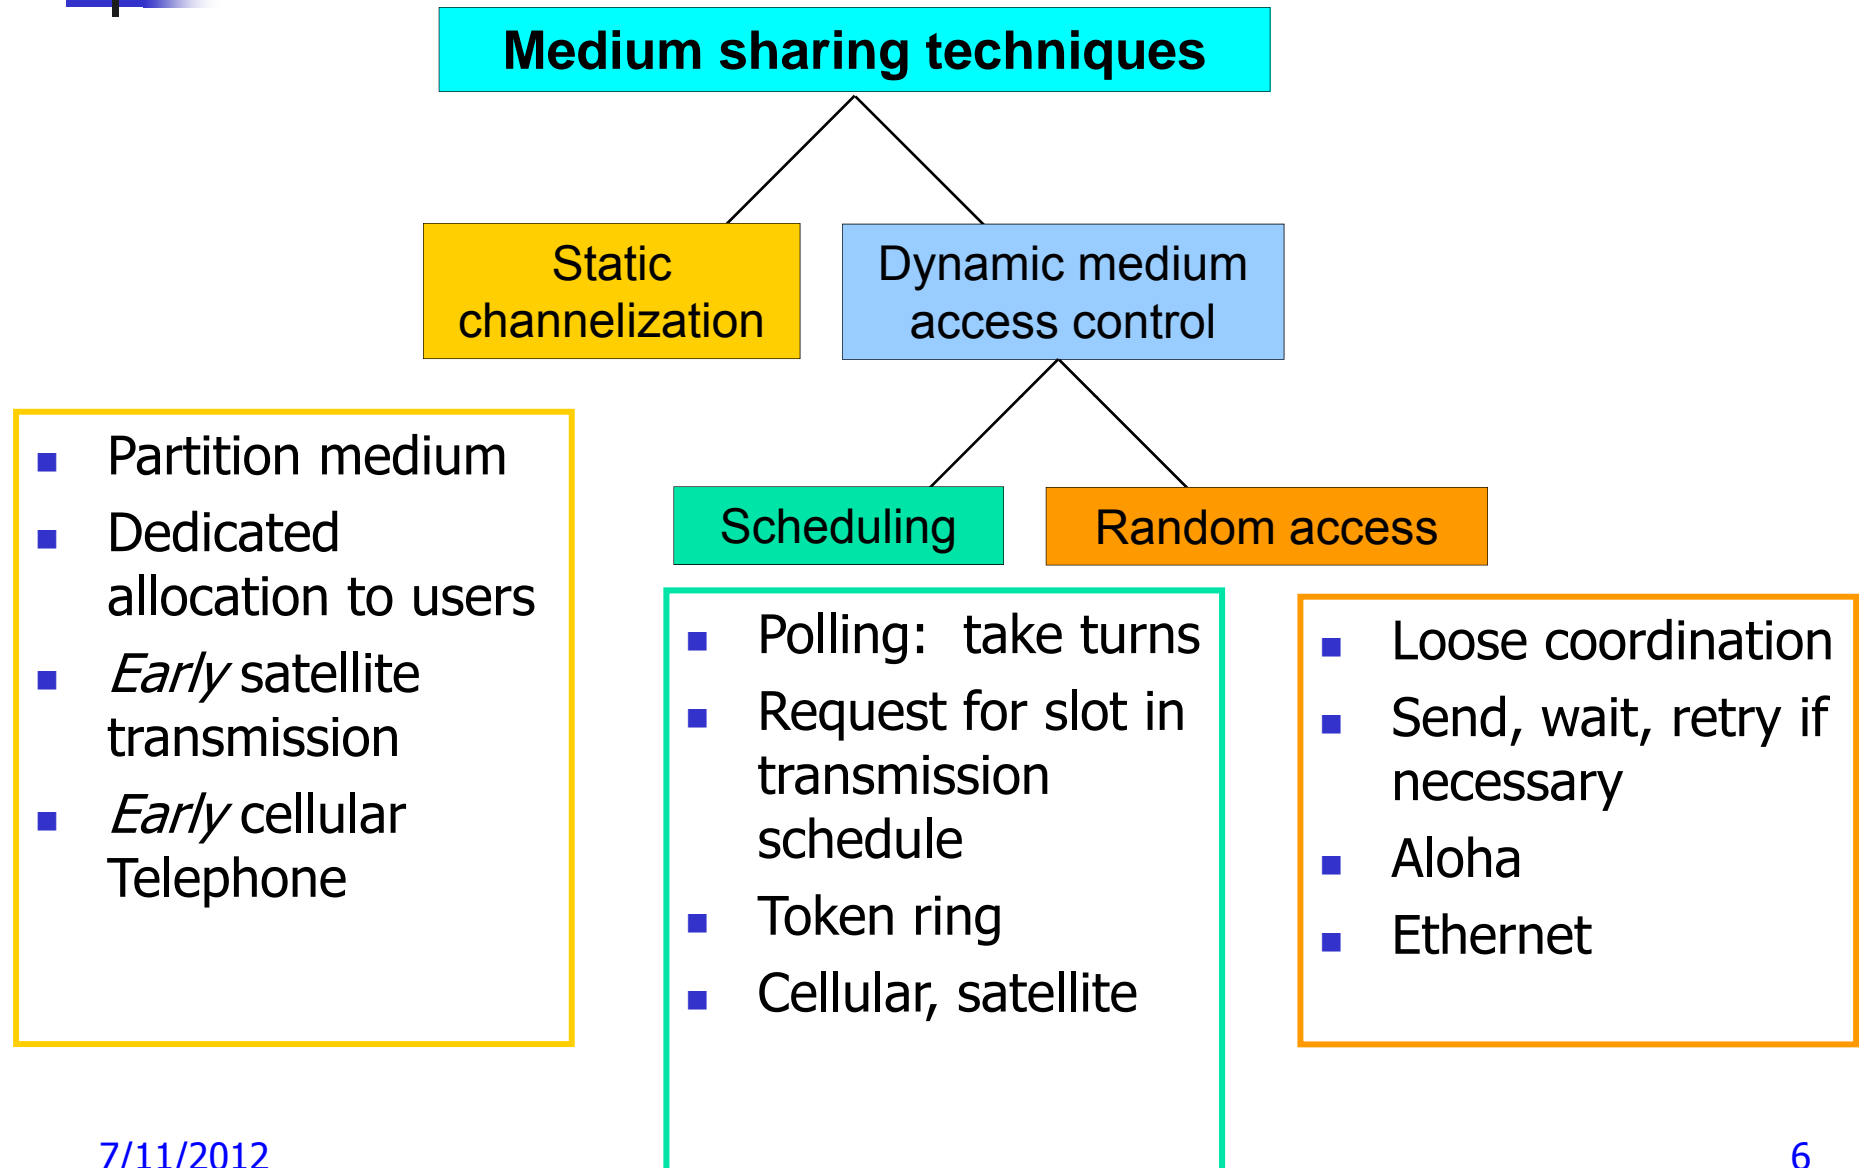 Medium sharing techniques
Static
channelization
Dynamic medium
access control
Partition medium
Dedicated
allocation to users
Early satellite
transmission
Early cellular
Telephone
Scheduling
Polling: take turns
Request for slot in
transmission
schedule
Token ring
Cellular, satellite
Random access
Loose coordination
Send, wait, retry if
necessary
Aloha
Ethernet
7/11/2012
6